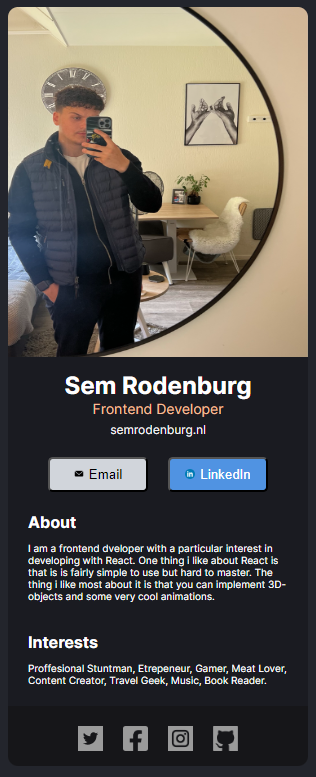 Sem Rodenburg
Frontend Developer
semrodenburg.nl
Email
in LinkedIn
About
I am a frontend dveloper with a particular interest in
developing with React. One thing i like about React is
that is is fairly simple to use but hard to master. The
thing i like most about it is that you can implement 3D-
objects and some very cool animations.
Interests
Proffesional Stuntman, Etrepeneur, Gamer, Meat Lover,
Content Creator, Travel Geek, Music, Book Reader.